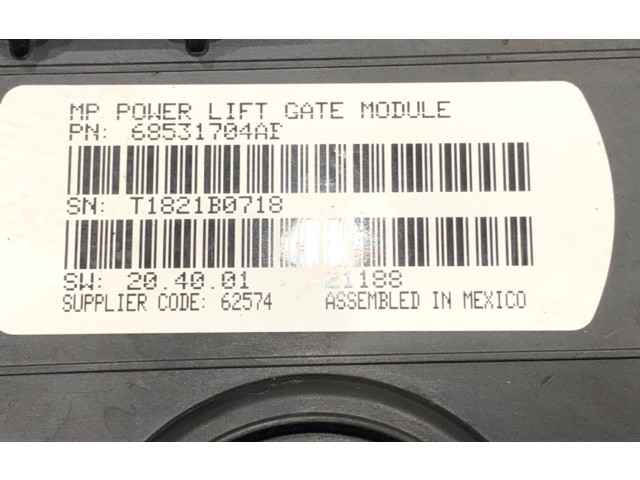 MP POWER LIFT GATE MODULE
PN:
SN: T1821B0718
SW: 20.40.01 21188
SUPPLIER CODE: 62574 ASSEMBLED IN MEXICO